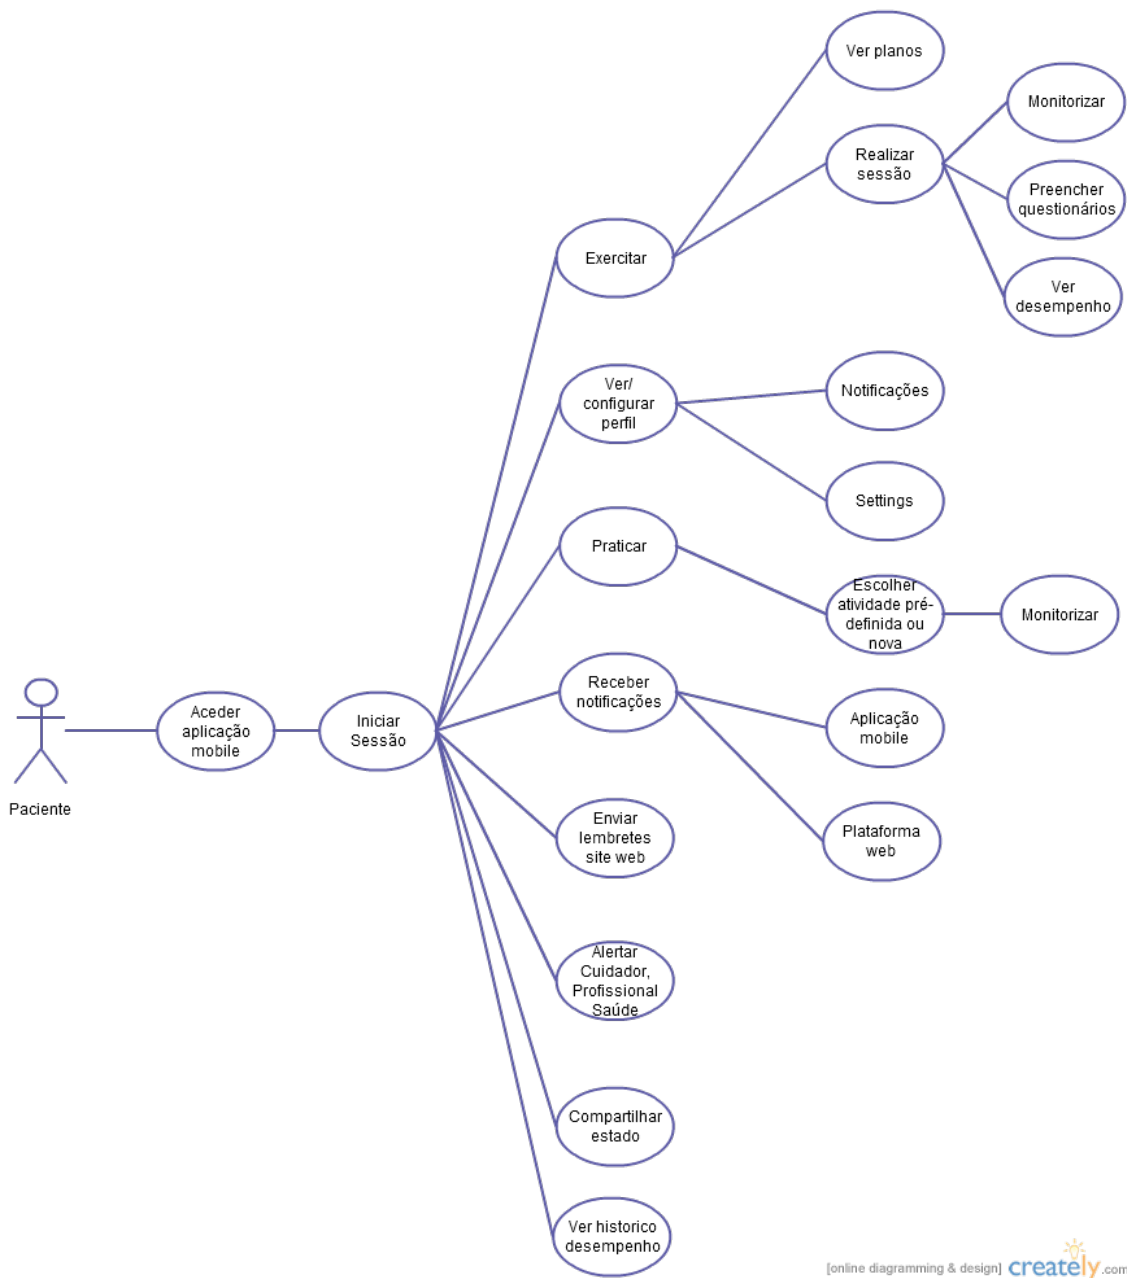 Ver planos
Monitorizar
Realizar
sessão
Preencher
questionários
Exercitar
Ver
desempenho
Ver/
configurar
perfil
Notificações
Settings
Praticar
Escolher
atividade pré-
definida ou
nova
Monitorizar
Receber
notificações
Aplicação
mobile
Aceder
aplicação
mobile
Iniciar
Sessão
Paciente
Enviar
lembretes
site web
Plataforma
web
Alertar
Cuidador,
Profissional
Saúde
Compartilhar
estado
Ver historico
desempenho
[online diagramming & design] creately.com